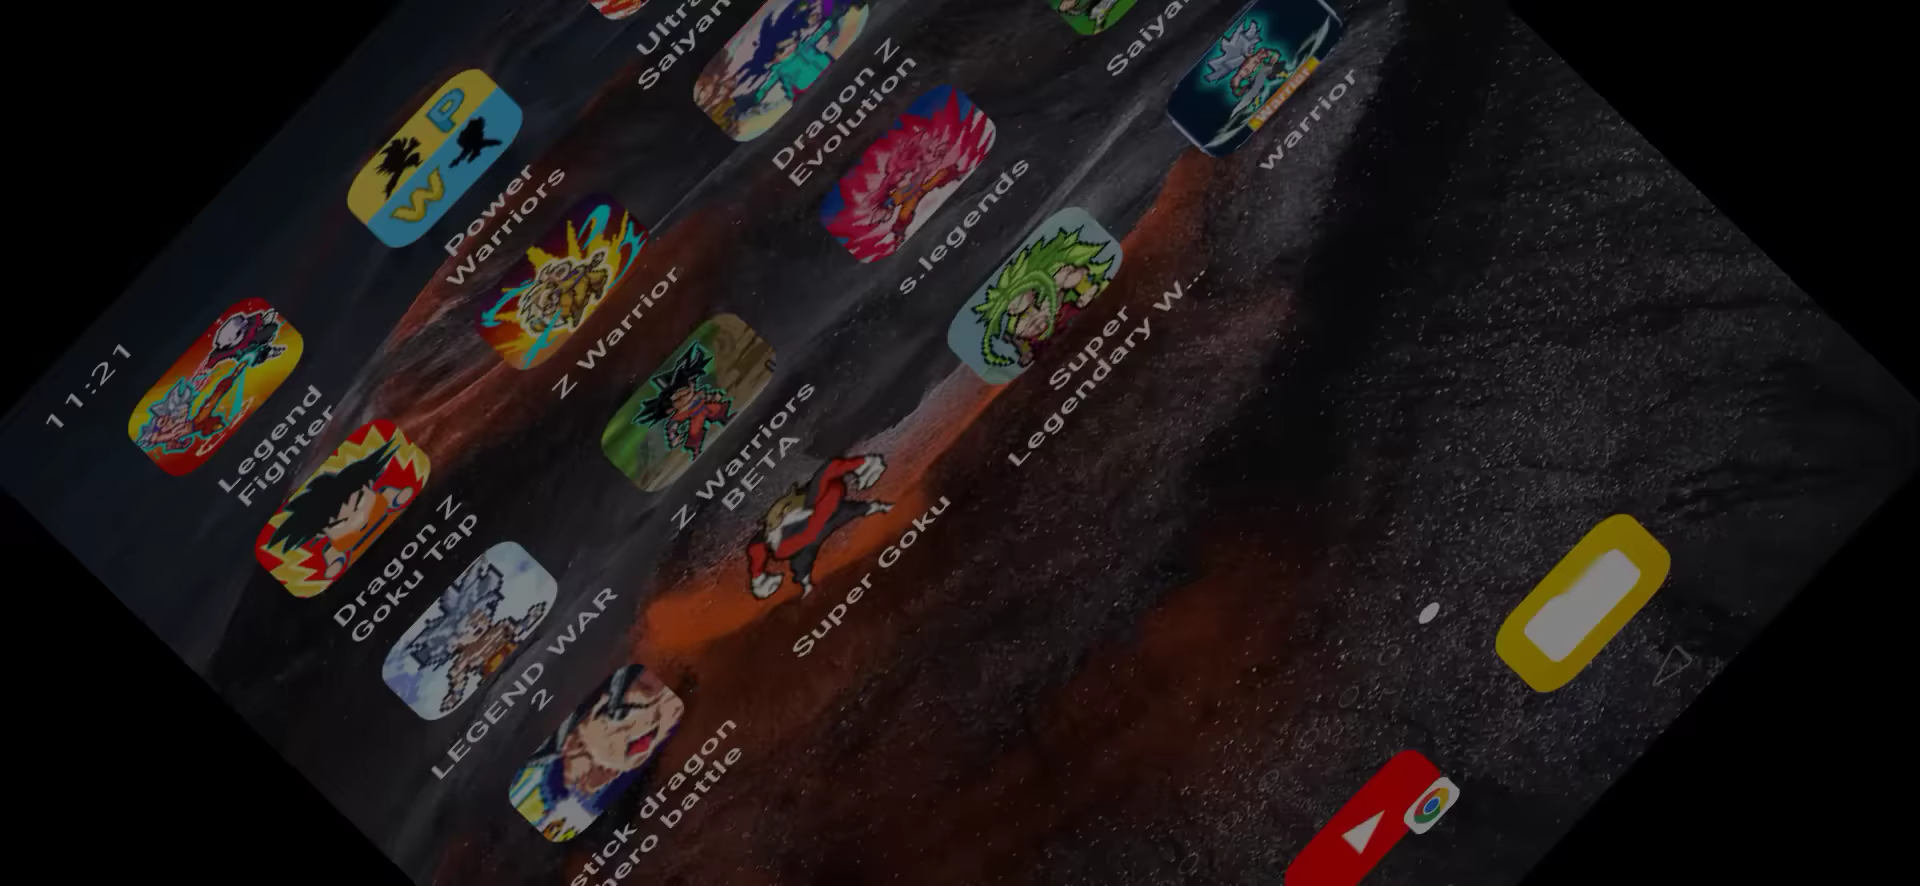 11:21
Legend
Fighter
Power
Warriors
Ultra
Saiyan
Dragon Z
Goku Tap
Z Warrior
Dragon Z
Evolution
LEGEND WAR
2
Z Warriors
BETA
s.legends
stick dragon
hero battle
Super Goku
Super
Legendary W...
warrior
P
W
Warrior